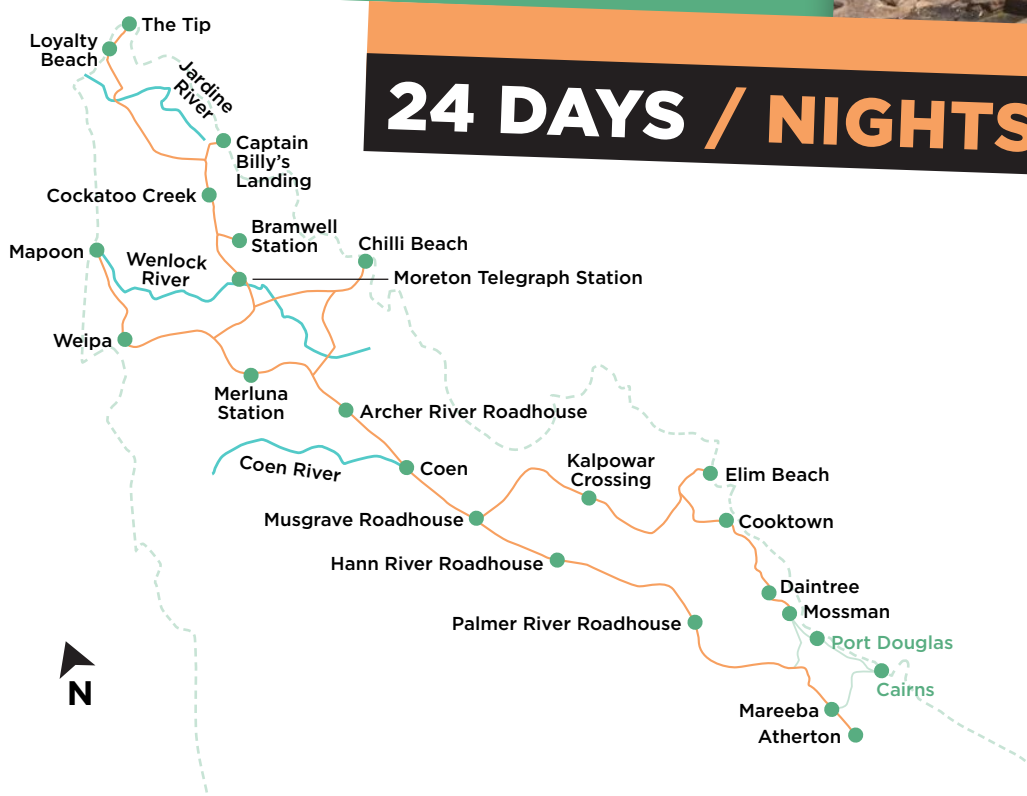 The Tip
Loyalty
Beach
Jardine
River
24 DAYS / NIGHTS
Captain
Billy’s
Landing
Cockatoo Creek
Bramwell
Station
Chilli Beach
Mapoon
Wenlock
River
Moreton Telegraph Station
Weipa
Merluna
Station
Archer River Roadhouse
Coen River
Coen
Kalpowar
Crossing
Elim Beach
Musgrave Roadhouse
Cooktown
Hann River Roadhouse
Daintree
Mossman
Palmer River Roadhouse
Port Douglas
Cairns
N
Mareeba
Atherton